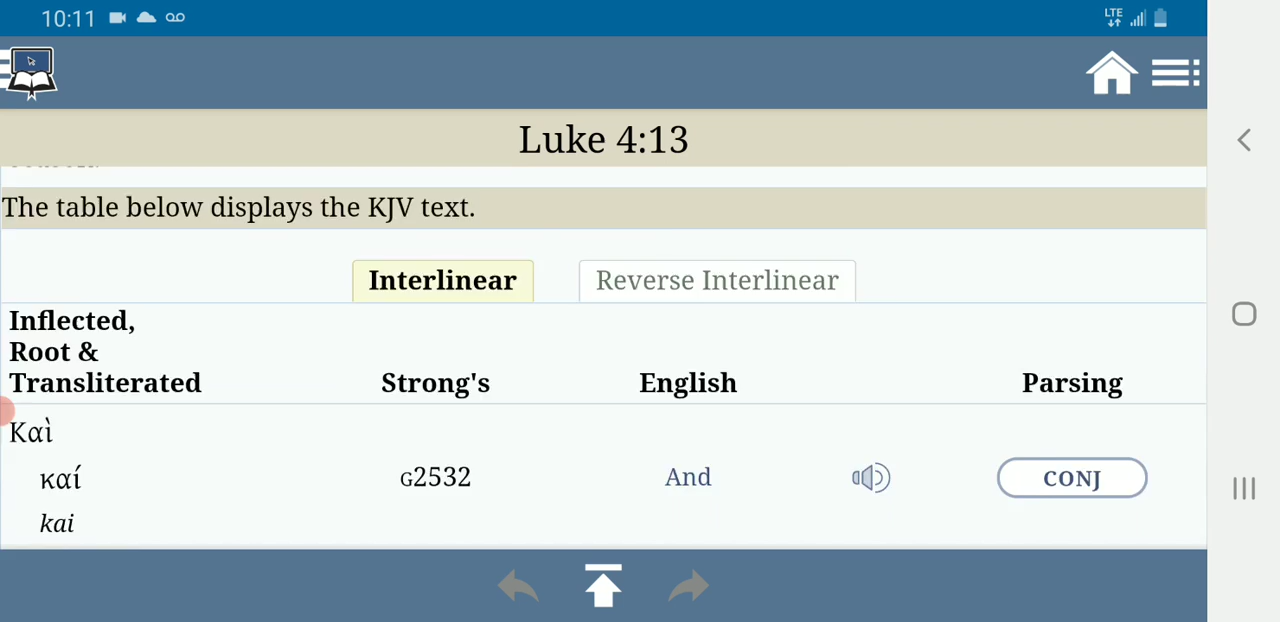 10:11
LTE
Luke 4:13
The table below displays the KJV text.
Interlinear Reverse Interlinear
Inflected,
Root &
Transliterated Strong's English Parsing
Καὶ
καί G2532 And CONJ
kai